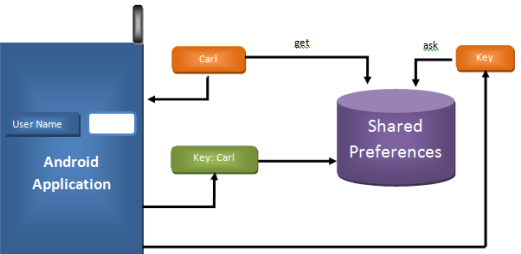 get
ask
Carl
Key
User Name
Shared
Preferences
Android
Application
Key: Carl